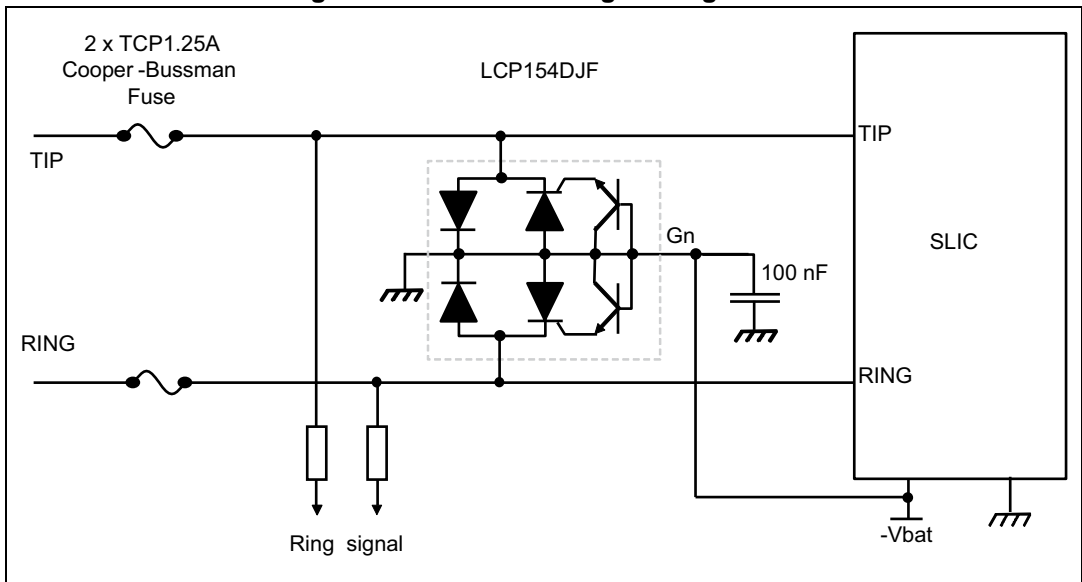 2 x TCP1.25A
Cooper -Bussman
Fuse
LCP154DJF
TIP
TIP
Gn
SLIC
100 nF
RING
RING
Ring signal
-Vbat